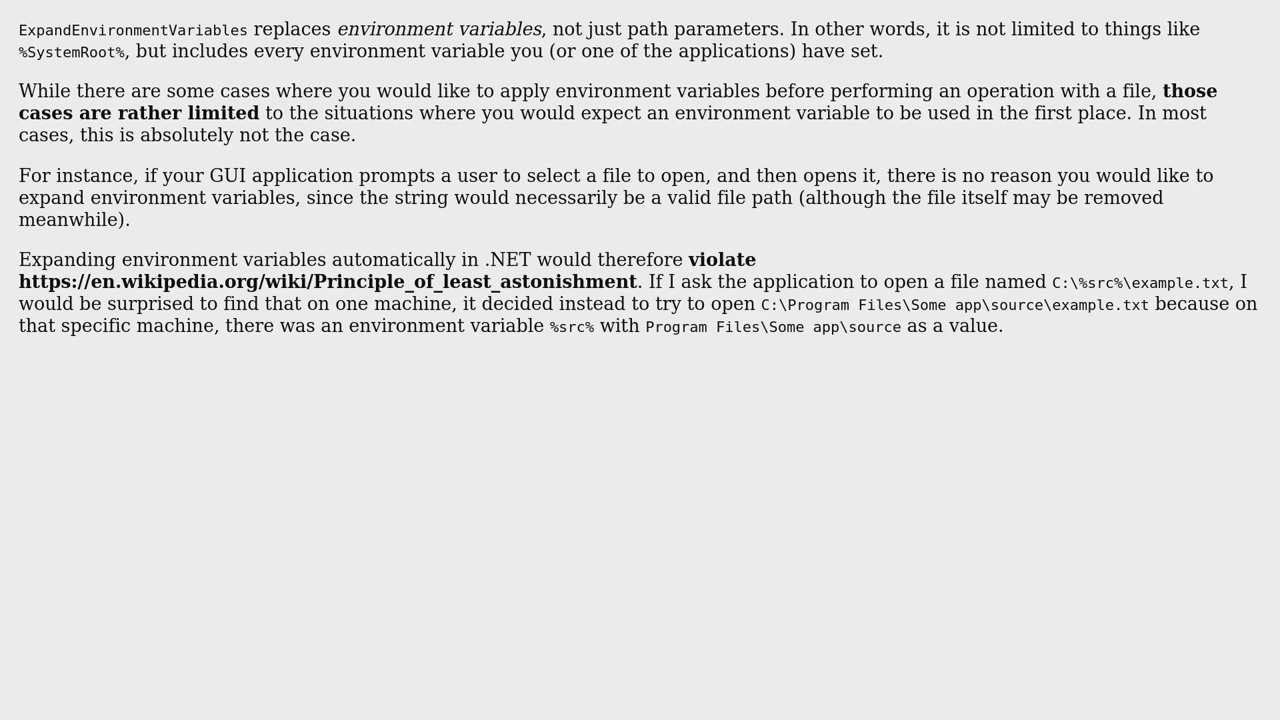 ExpandEnvironmentVariables replaces environment variables, not just path parameters. In other words, it is not limited to things like
%SystemRoot%, but includes every environment variable you (or one of the applications) have set.
While there are some cases where you would like to apply environment variables before performing an operation with a file, those
cases are rather limited to the situations where you would expect an environment variable to be used in the first place. In most
cases, this is absolutely not the case.
For instance, if your GUI application prompts a user to select a file to open, and then opens it, there is no reason you would like to
expand environment variables, since the string would necessarily be a valid file path (although the file itself may be removed
meanwhile).
Expanding environment variables automatically in .NET would therefore violate
https://en.wikipedia.org/wiki/Principle_of_least_astonishment. If I ask the application to open a file named C:\%src%\example.txt, I
would be surprised to find that on one machine, it decided instead to try to open C:\Program Files\Some app\source\example.txt because on
that specific machine, there was an environment variable %src% with Program Files\Some app\source as a value.